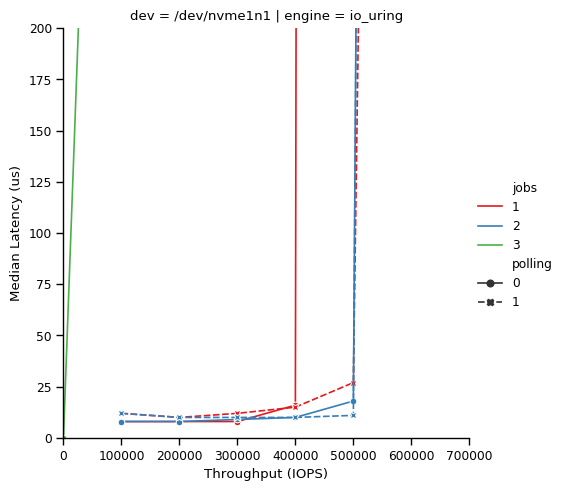 dev = /dev/nvme1n1 | engine = io_uring
200
175
150
125
100
75
50
25
0
Median Latency (us)
0 100000 200000 300000 400000 500000 600000 700000
Throughput (IOPS)
jobs
1
2
3
polling
0
1